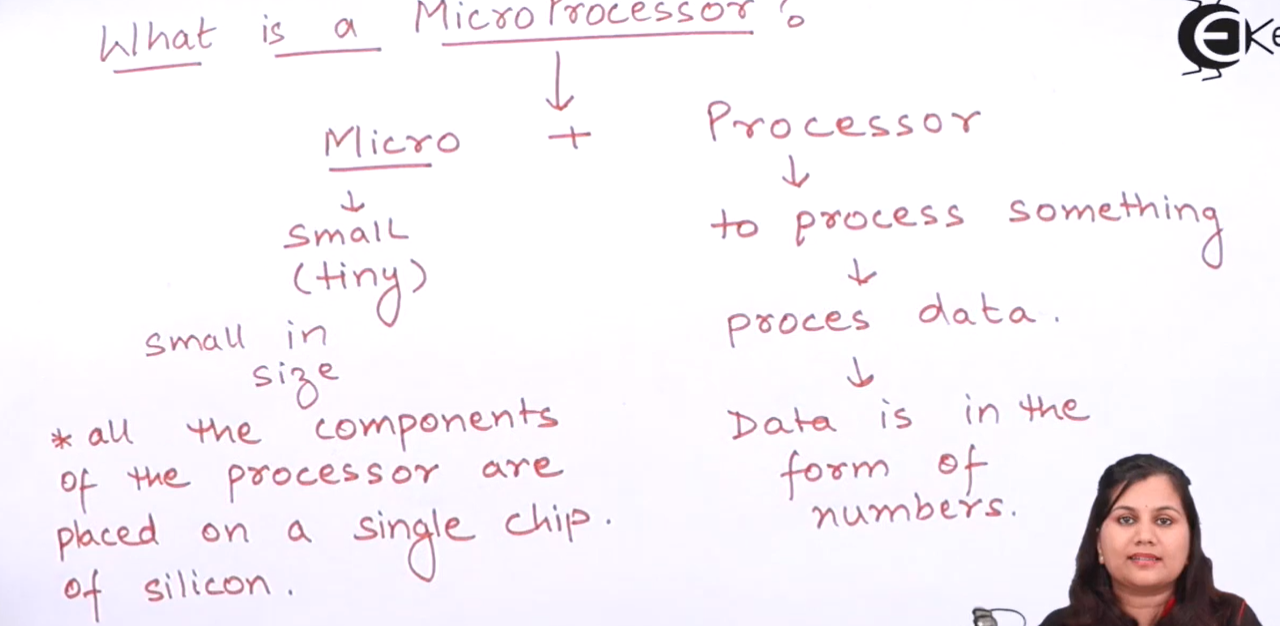 What is a MicroProcessor ?
Ke
Micro + Processor
small
(tiny)
small in
size
* all the components
of the processor are
placed on a single chip.
of silicon.
to process something
proces data.
Data is in the
form of
numbers.